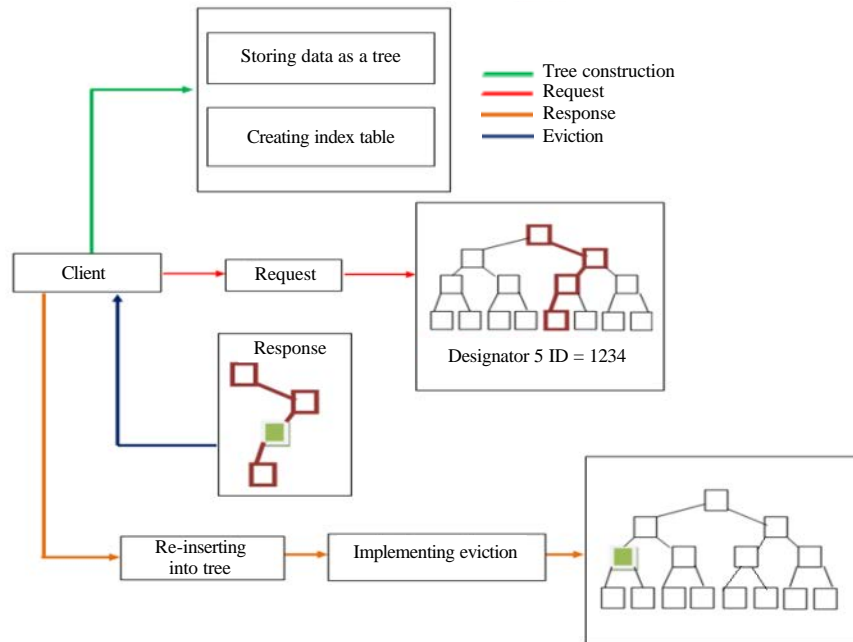 Storing data as a tree
Creating index table
Tree construction
Request
Response
Eviction
Client
Request
Designator 5 ID = 1234
Response
Re-inserting
into tree
Implementing eviction